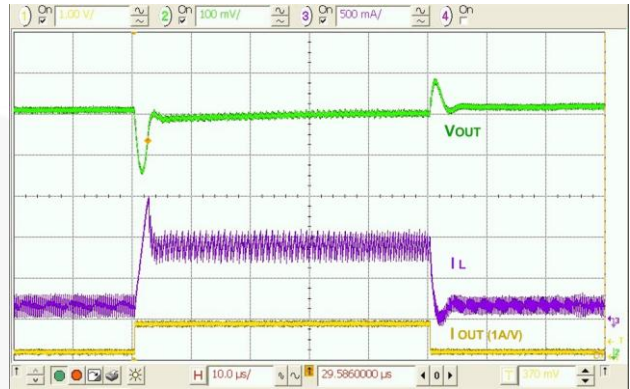 1 On 1.00 V/ 2 On 100 mV/ 3 On 500 mA/ 4 On
VOUT
IL
IOUT (1A/V)
H 10.0 µs/ 29.5860000 µs 0 T 370 mV